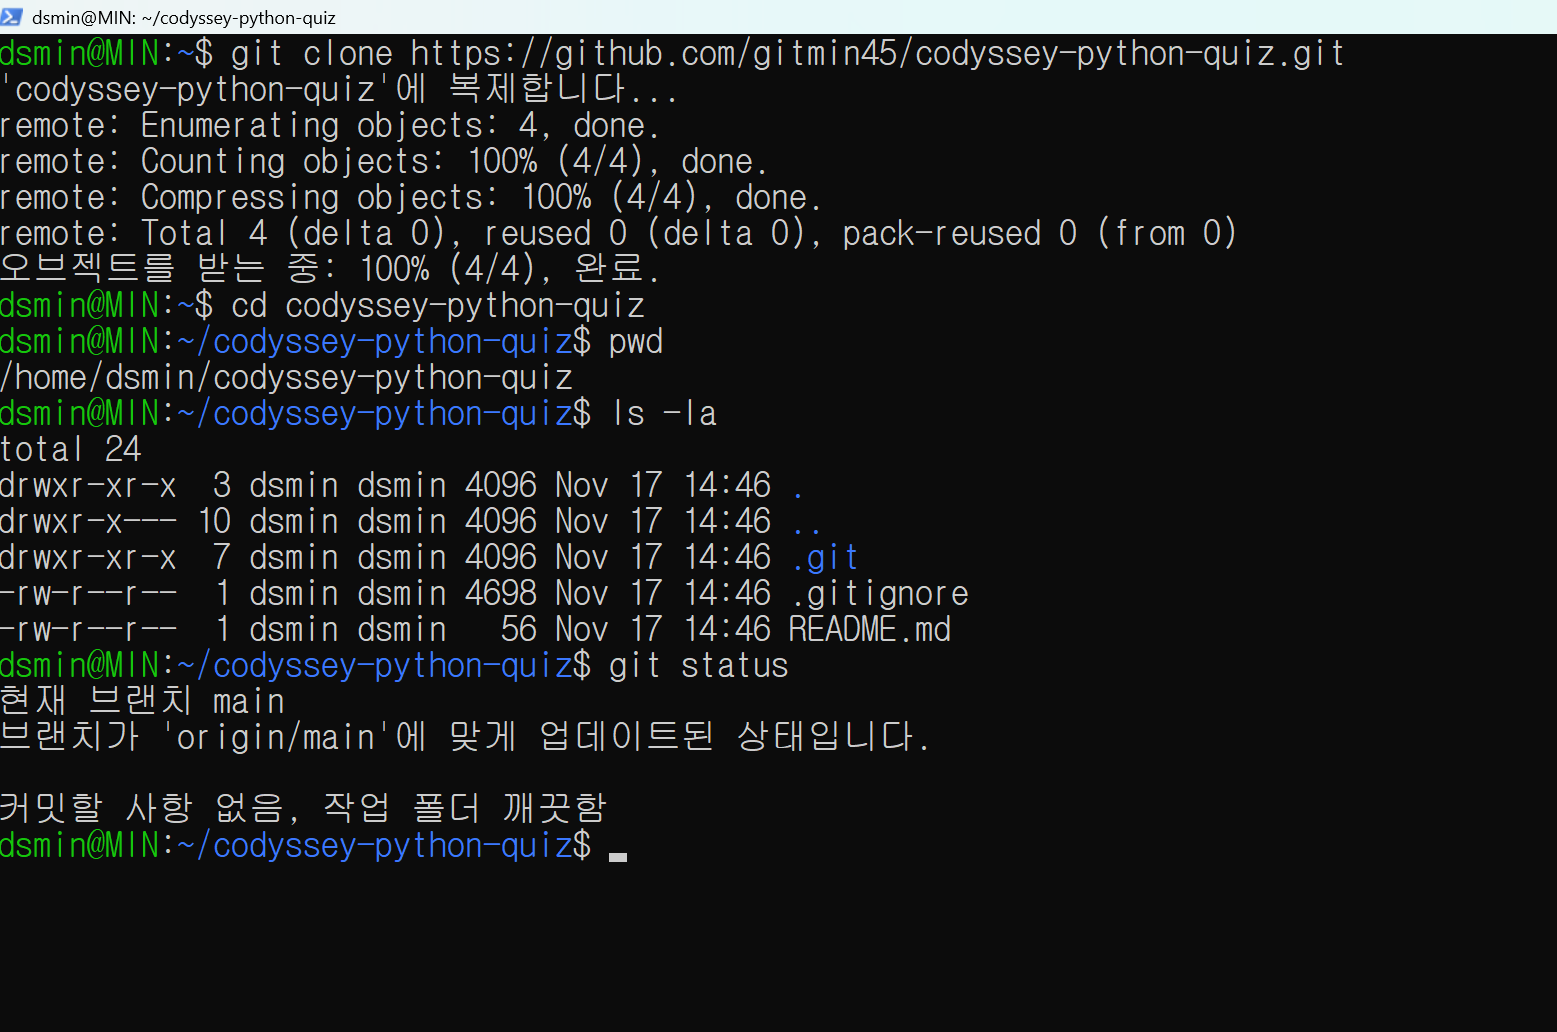 dsmin@MIN: ~/codyssey-python-quiz
dsmin@MIN:~$ git clone https://github.com/gitmin45/codyssey-python-quiz.git
'codyssey-python-quiz'에 복제합니다...
remote: Enumerating objects: 4, done.
remote: Counting objects: 100% (4/4), done.
remote: Compressing objects: 100% (4/4), done.
remote: Total 4 (delta 0), reused 0 (delta 0), pack-reused 0 (from 0)
오브젝트를 받는 중: 100% (4/4), 완료.
dsmin@MIN:~$ cd codyssey-python-quiz
dsmin@MIN:~/codyssey-python-quiz$ pwd
/home/dsmin/codyssey-python-quiz
dsmin@MIN:~/codyssey-python-quiz$ ls -la
total 24
drwxr-xr-x  3 dsmin dsmin 4096 Nov 17 14:46 .
drwxr-x--- 10 dsmin dsmin 4096 Nov 17 14:46 ..
drwxr-xr-x  7 dsmin dsmin 4096 Nov 17 14:46 .git
-rw-r--r--  1 dsmin dsmin 4698 Nov 17 14:46 .gitignore
-rw-r--r--  1 dsmin dsmin   56 Nov 17 14:46 README.md
dsmin@MIN:~/codyssey-python-quiz$ git status
현재 브랜치 main
브랜치가 'origin/main'에 맞게 업데이트된 상태입니다.
커밋할 사항 없음, 작업 폴더 깨끗함
dsmin@MIN:~/codyssey-python-quiz$